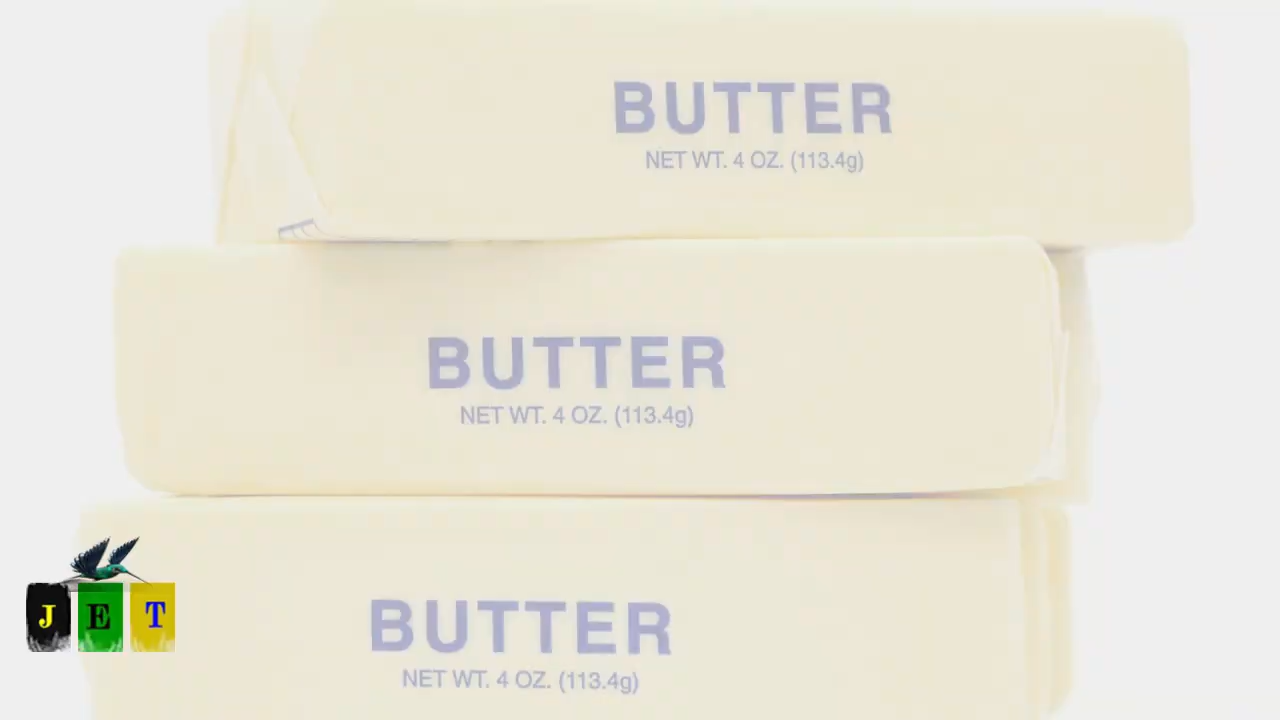 BUTTER
NET WT. 4 OZ. (113.4g)
BUTTER
NET WT. 4 OZ. (113.4g)
BUTTER
NET WT. 4 OZ. (113.4g)
J E T